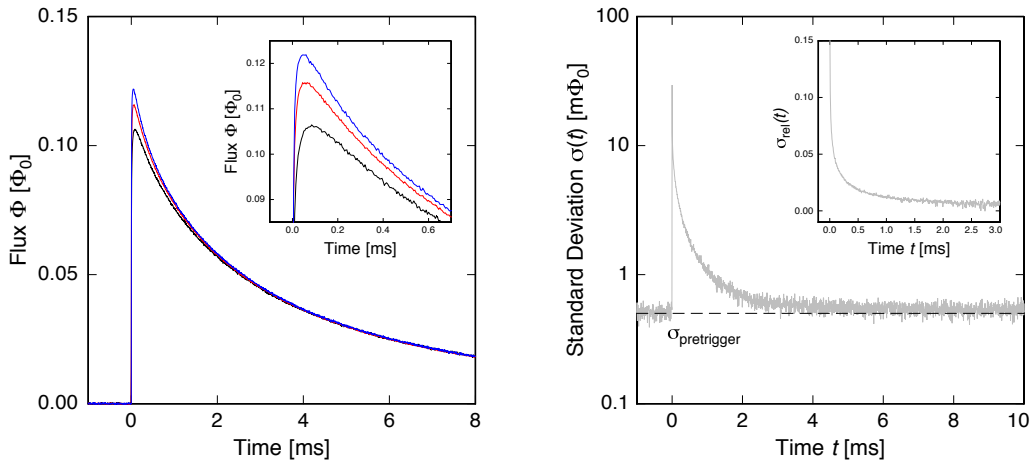 0.15
0.10
0.05
0.00
Flux Φ [Φ0]
0 2 4 6 8
Time [ms]
0.12
0.11
0.10
0.09
Flux Φ [Φ0]
0.0 0.2 0.4 0.6
Time [ms]
100
10
1
0.1
Standard Deviation σ(t) [mΦ0]
0 2 4 6 8 10
Time t [ms]
σpretrigger
0.15
0.10
0.05
0.00
σrel(t)
0.0 0.5 1.0 1.5 2.0 2.5 3.0
Time t [ms]